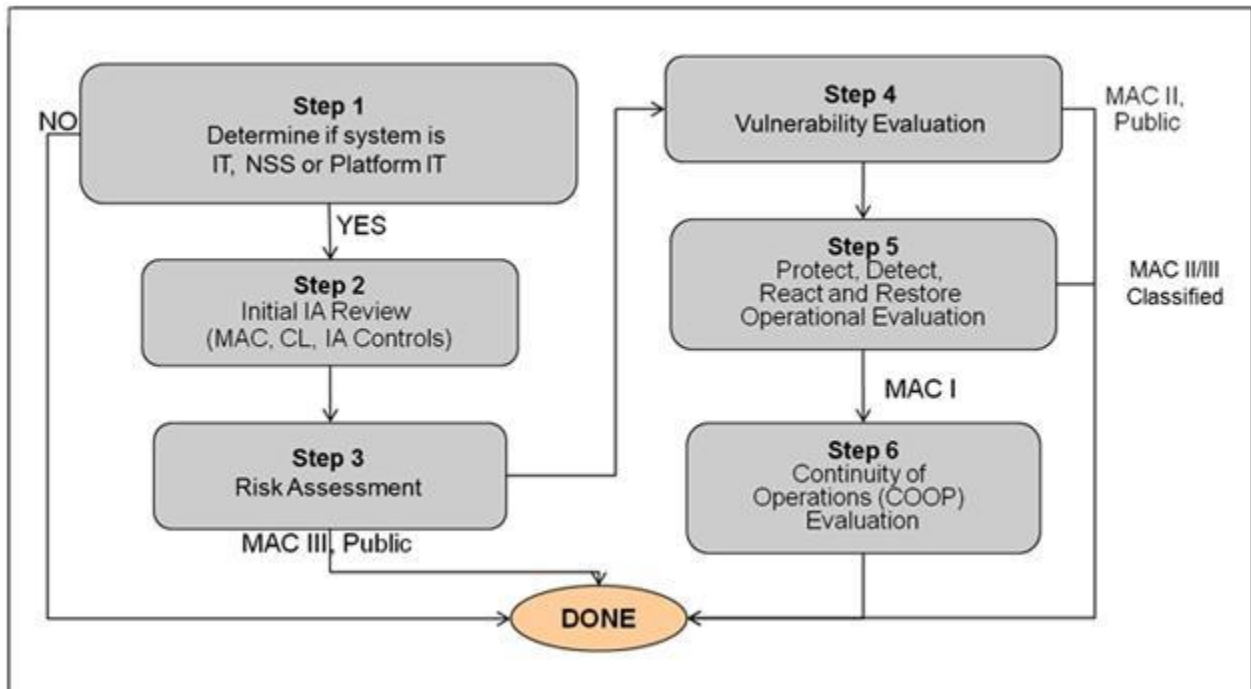 Step 1
Determine if system is
IT, NSS or Platform IT
NO
YES
Step 2
Initial IA Review
(MAC, CL, IA Controls)
Step 3
Risk Assessment
MAC III, Public
Step 4
Vulnerability Evaluation
MAC II,
Public
Step 5
Protect, Detect,
React and Restore
Operational Evaluation
MAC II/III
Classified
MAC I
Step 6
Continuity of
Operations (COOP)
Evaluation
DONE